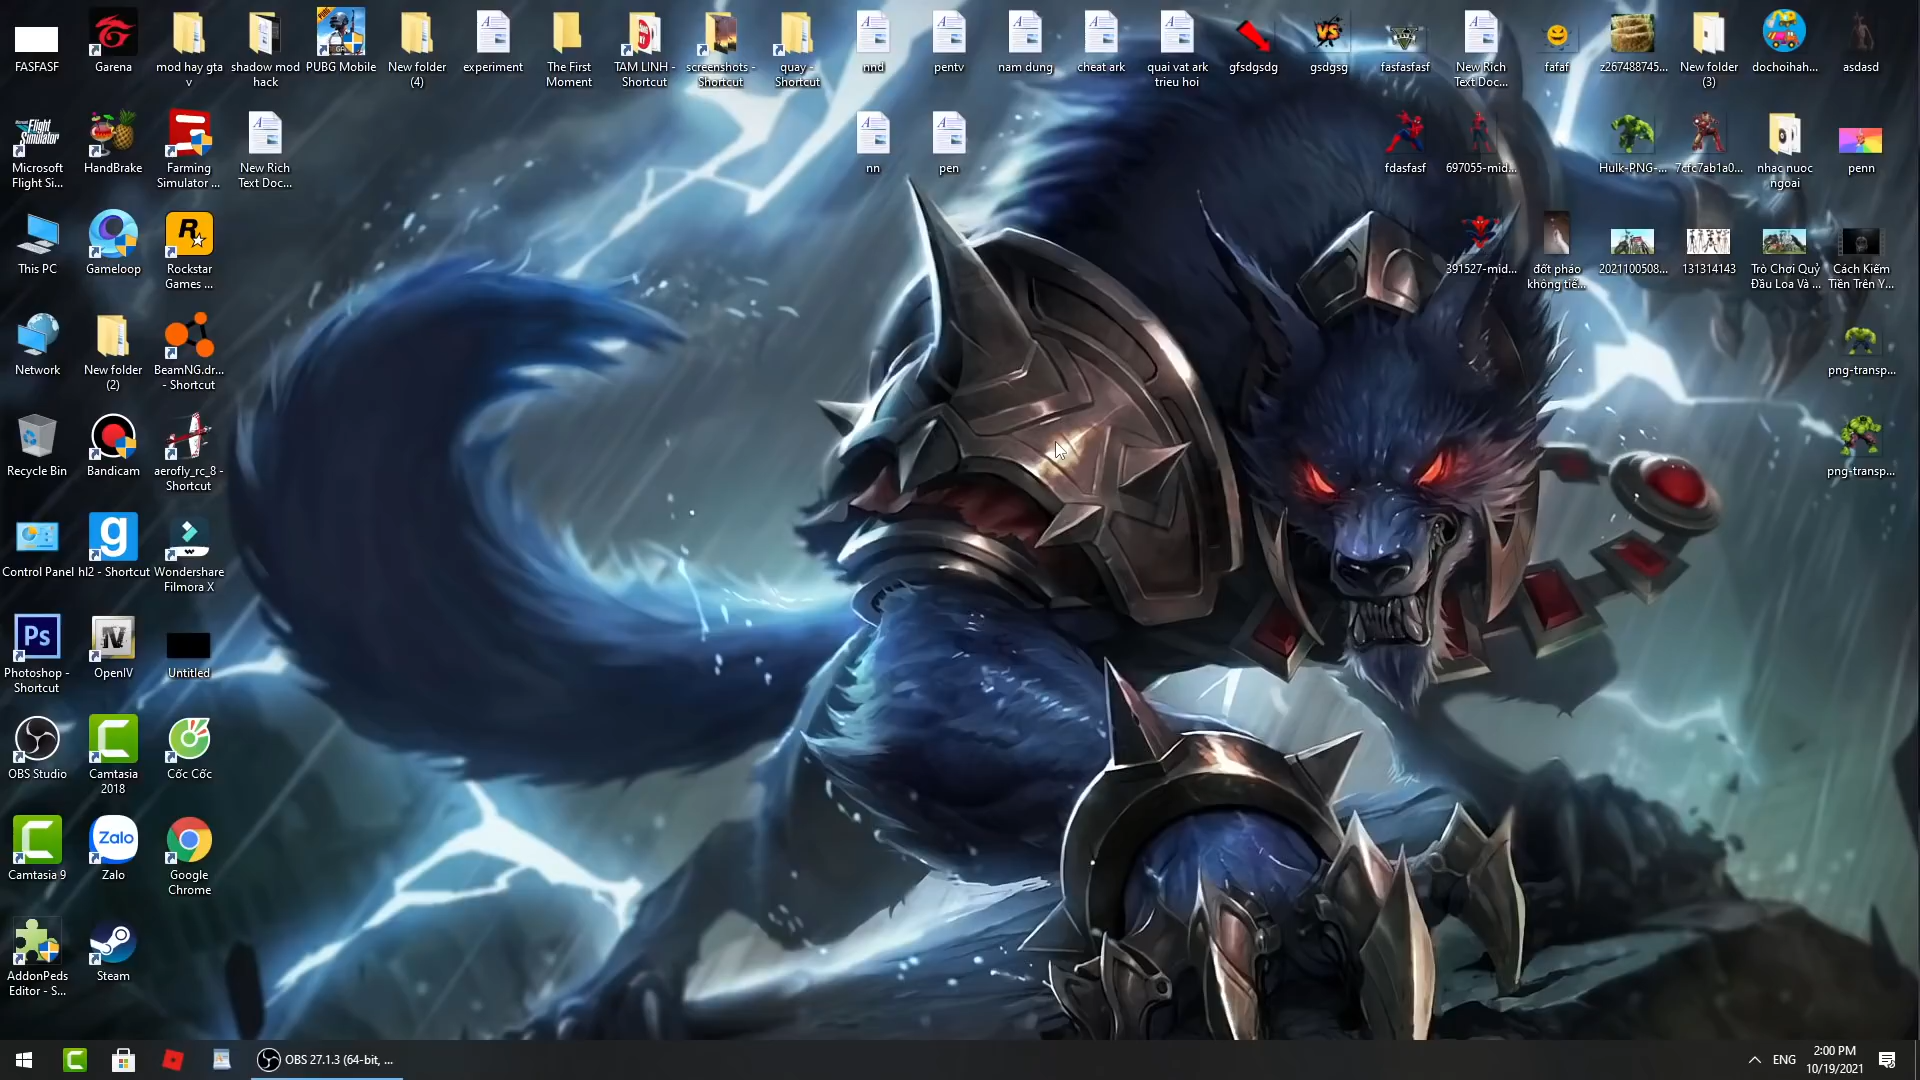 FASFASF
Garena
mod hay gta
v
shadow mod
hack
PUBG Mobile
New folder
(4)
experiment
The First
Moment
TAM LINH -
Shortcut
screenshots -
Shortcut
quay -
Shortcut
nnd
pentv
nam dung
cheat ark
quai vat ark
trieu hoi
gfsdgsdg
gsdgsg
fasfasfasf
New Rich
Text Doc...
fafaf
z267488745...
New folder
(3)
dochoihah...
asdasd
Microsoft
Flight Si...
HandBrake
Farming
Simulator ...
New Rich
Text Doc...
nn
pen
fdasfasf
697055-mid...
Hulk-PNG-...
7cfc7ab1a0...
nhac nuoc
ngoai
penn
This PC
Gameloop
Rockstar
Games ...
391527-mid...
đốt pháo
không tiế...
2021100508...
131314143
Trò Chơi Quỷ
Đầu Loa Và ...
Cách Kiếm
Tiền Trên Y...
Network
New folder
(2)
BeamNG.dr...
- Shortcut
png-transp...
Recycle Bin
Bandicam
aerofly_rc_8 -
Shortcut
png-transp...
Control Panel
hl2 - Shortcut
Wondershare
Filmora X
Ps
Photoshop -
Shortcut
OpenIV
Untitled
OBS Studio
Camtasia
2018
Cốc Cốc
Camtasia 9
Zalo
Zalo
Google
Chrome
AddonPeds
Editor - S...
Steam
OBS 27.1.3 (64-bit, ...
ENG
2:00 PM
10/19/2021